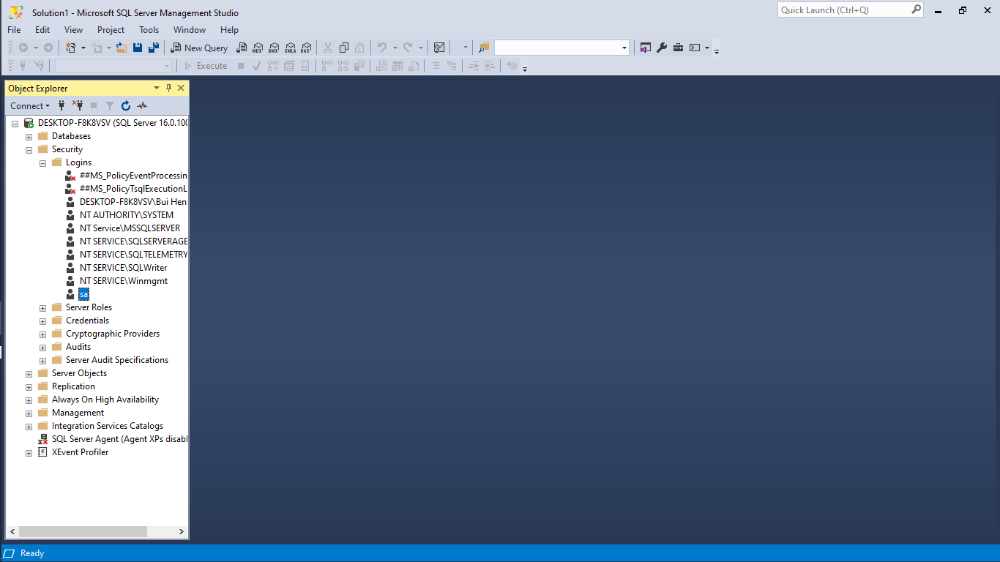 Solution1 - Microsoft SQL Server Management Studio
Quick Launch (Ctrl+Q)
File Edit View Project Tools Window Help
New Query MDX DMX XMLA DAX
Execute
Object Explorer
Connect
DESKTOP-F8K8VSV (SQL Server 16.0.100
Databases
Security
Logins
##MS_PolicyEventProcessin
##MS_PolicyTsqlExecutionL
DESKTOP-F8K8VSV\Bui Hen
NT AUTHORITY\SYSTEM
NT Service\MSSQLSERVER
NT SERVICE\SQLSERVERAGE
NT SERVICE\SQLTELEMETRY
NT SERVICE\SQLWriter
NT SERVICE\Winmgmt
sa
Server Roles
Credentials
Cryptographic Providers
Audits
Server Audit Specifications
Server Objects
Replication
Always On High Availability
Management
Integration Services Catalogs
SQL Server Agent (Agent XPs disabl
XEvent Profiler
Ready